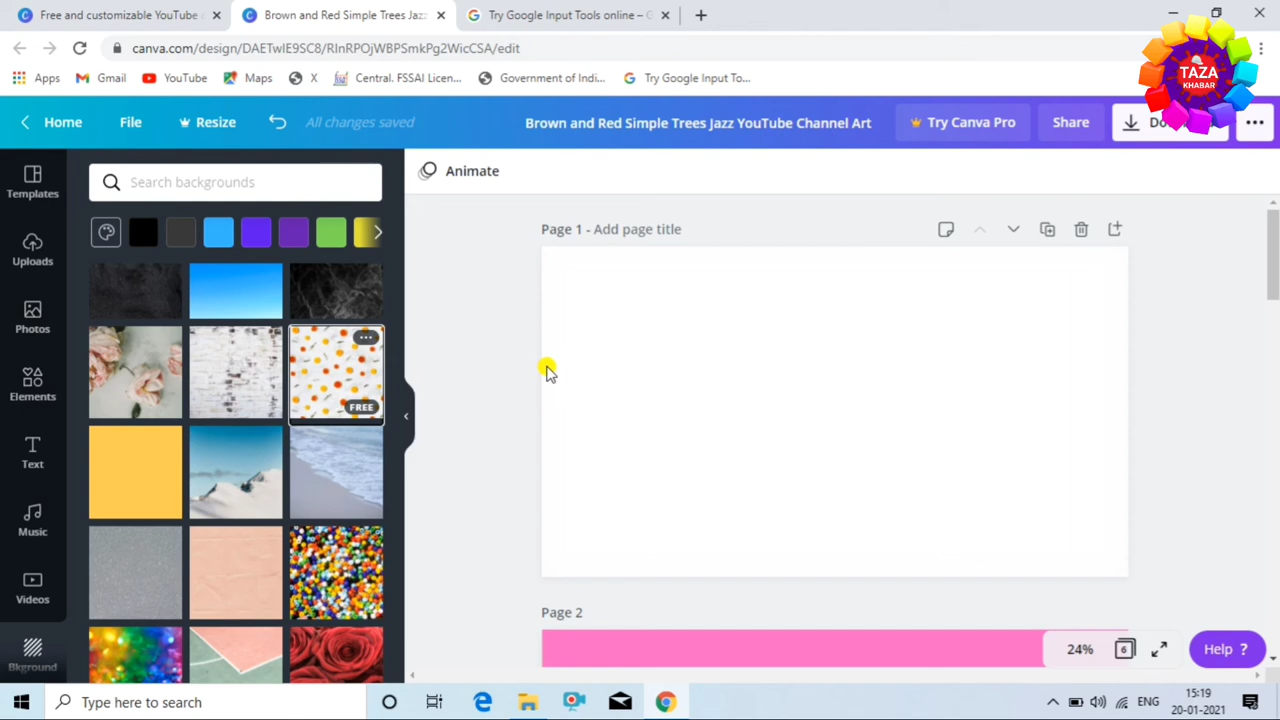 Free and customizable YouTube
Brown and Red Simple Trees Jazz
Try Google Input Tools online –
canva.com/design/DAETwIE9SC8/RInRPOjWBPSmkPg2WicCSA/edit
Apps
Gmail
YouTube
Maps
X
Central. FSSAI Licen...
Government of Indi...
Try Google Input To...
TAZA
KHABAR
Home
File
Resize
All changes saved
Brown and Red Simple Trees Jazz YouTube Channel Art
Try Canva Pro
Share
Templates
Uploads
Photos
Elements
Text
Music
Videos
Bkground
Search backgrounds
FREE
Animate
Page 1 - Add page title
Page 2
24%
6
Help ?
Type here to search
ENG
15:19
20-01-2021